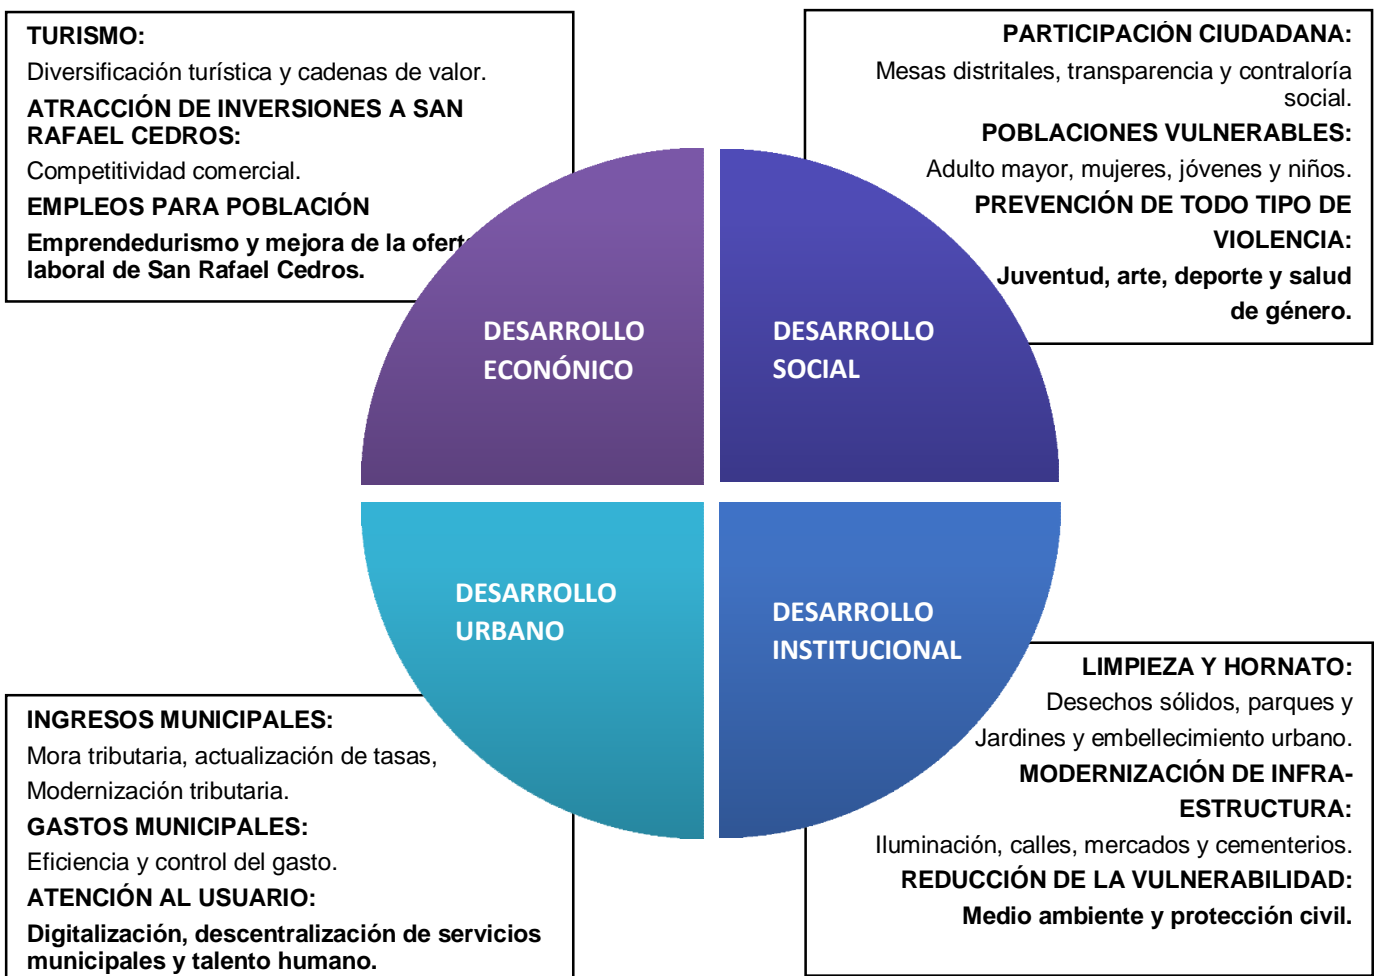 TURISMO:
Diversificación turística y cadenas de valor.
ATRACCIÓN DE INVERSIONES A SAN
RAFAEL CEDROS:
Competitividad comercial.
EMPLEOS PARA POBLACIÓN
Emprendedurismo y mejora de la oferta
laboral de San Rafael Cedros.
PARTICIPACIÓN CIUDADANA:
Mesas distritales, transparencia y contraloría
social.
POBLACIONES VULNERABLES:
Adulto mayor, mujeres, jóvenes y niños.
PREVENCIÓN DE TODO TIPO DE
VIOLENCIA:
Juventud, arte, deporte y salud
de género.
DESARROLLO
ECONÓNICO
DESARROLLO
SOCIAL
DESARROLLO
URBANO
DESARROLLO
INSTITUCIONAL
INGRESOS MUNICIPALES:
Mora tributaria, actualización de tasas,
Modernización tributaria.
GASTOS MUNICIPALES:
Eficiencia y control del gasto.
ATENCIÓN AL USUARIO:
Digitalización, descentralización de servicios
municipales y talento humano.
LIMPIEZA Y HORNATO:
Desechos sólidos, parques y
Jardines y embellecimiento urbano.
MODERNIZACIÓN DE INFRA-
ESTRUCTURA:
Iluminación, calles, mercados y cementerios.
REDUCCIÓN DE LA VULNERABILIDAD:
Medio ambiente y protección civil.